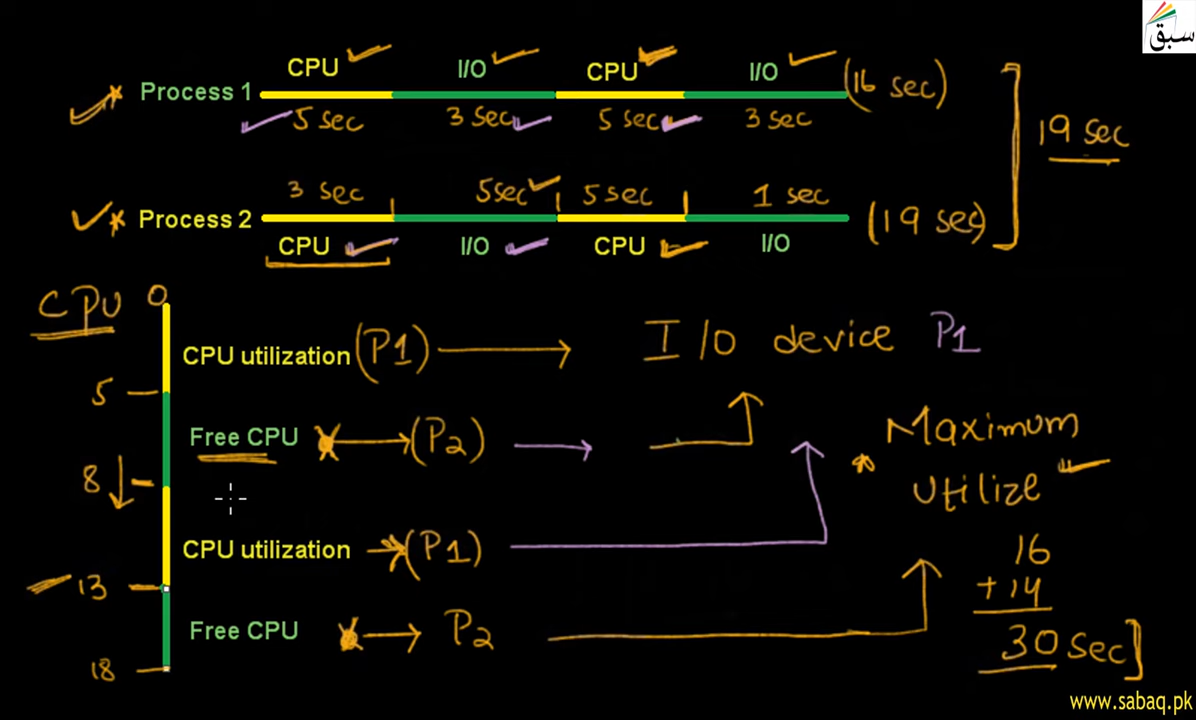 سبق
CPU I/O CPU I/O
Process 1 (16 sec)
5 sec 3 sec 5 sec 3 sec
19 sec
3 sec 5sec 5 sec 1 sec
Process 2 (19 sec)
CPU I/O CPU I/O
CPU 0
CPU utilization (P1) I/O device P1
5
Free CPU (P2) Maximum
8 utilize
CPU utilization (P1) 16
13 + 14
Free CPU P2 30 sec]
18
www.sabaq.pk